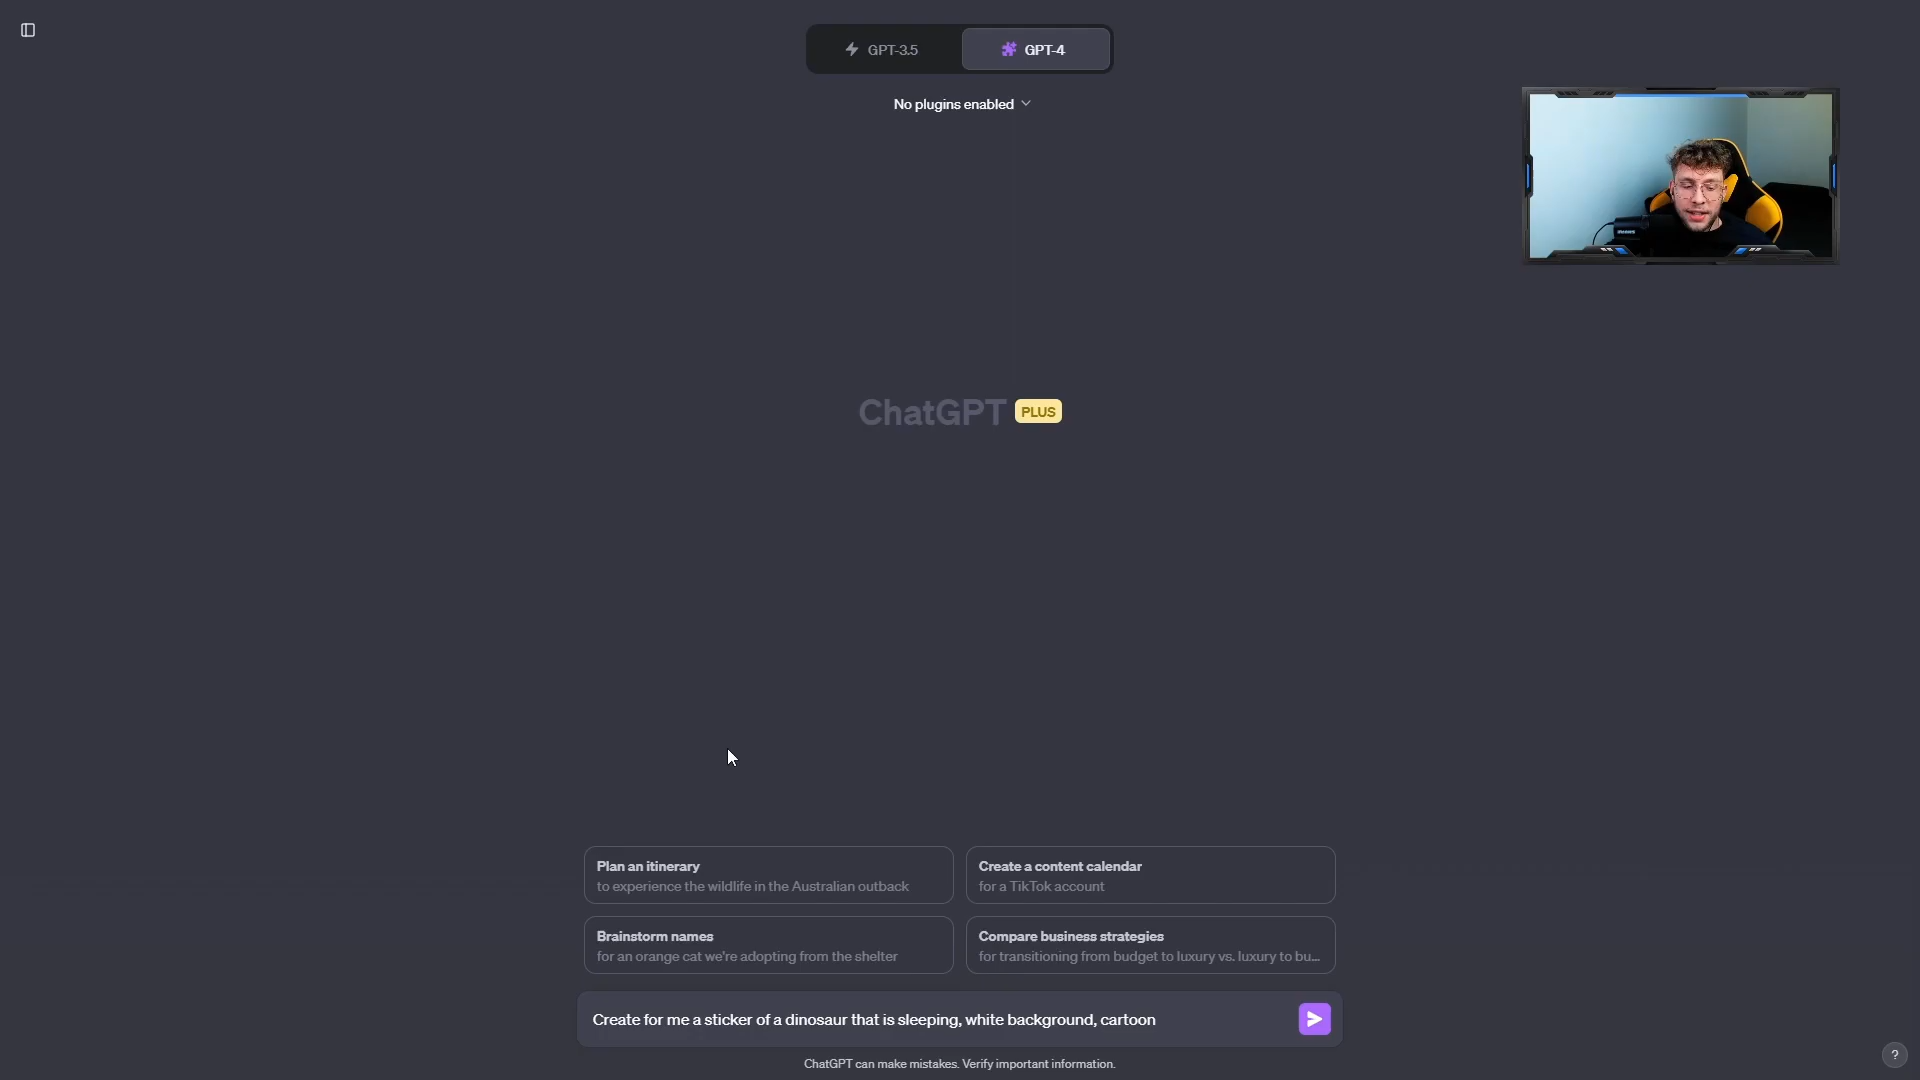 GPT-3.5
GPT-4
No plugins enabled
ChatGPT PLUS
Plan an itinerary
to experience the wildlife in the Australian outback
Create a content calendar
for a TikTok account
Brainstorm names
for an orange cat we're adopting from the shelter
Compare business strategies
for transitioning from budget to luxury vs. luxury to bu...
Create for me a sticker of a dinosaur that is sleeping, white background, cartoon
ChatGPT can make mistakes. Verify important information.
?